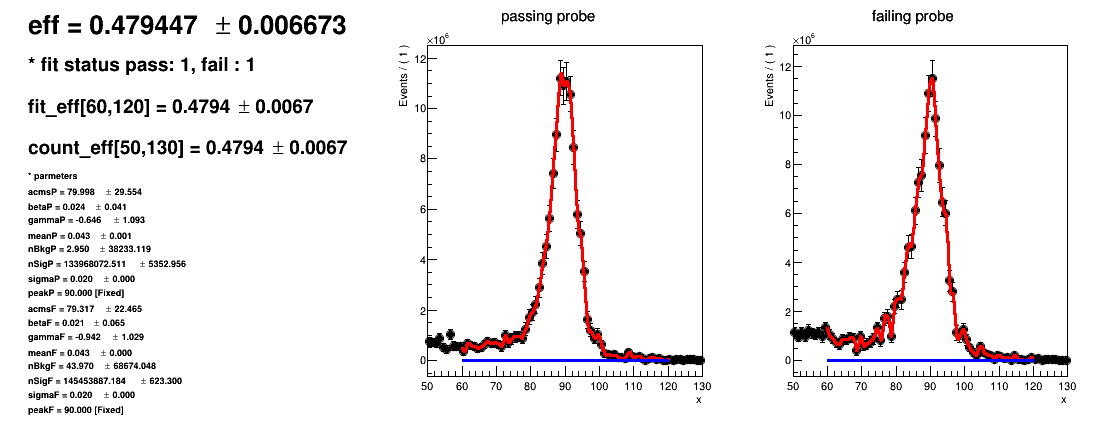 eff = 0.479447 ± 0.006673
* fit status pass: 1, fail : 1
fit_eff[60,120] = 0.4794 ± 0.0067
count_eff[50,130] = 0.4794 ± 0.0067
* parmeters
acmsP = 79.998 ± 29.554
betaP = 0.024 ± 0.041
gammaP = -0.646 ± 1.093
meanP = 0.043 ± 0.001
nBkgP = 2.950 ± 38233.119
nSigP = 133968072.511 ± 5352.956
sigmaP = 0.020 ± 0.000
peakP = 90.000 [Fixed]
acmsF = 79.317 ± 22.465
betaF = 0.021 ± 0.065
gammaF = -0.942 ± 1.029
meanF = 0.043 ± 0.000
nBkgF = 43.970 ± 68674.048
nSigF = 145453887.184 ± 623.300
sigmaF = 0.020 ± 0.000
peakF = 90.000 [Fixed]
passing probe
×10⁶
Events / ( 1 )
12
10
8
6
4
2
0
50 60 70 80 90 100 110 120 130
x
failing probe
×10⁶
Events / ( 1 )
12
10
8
6
4
2
0
50 60 70 80 90 100 110 120 130
x